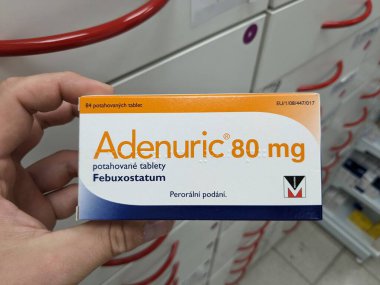 84 potahovaných tablet
EU/1/08/447/017
Adenuric® 80 mg
potahované tablety
Febuxostatum
Perorální podání.